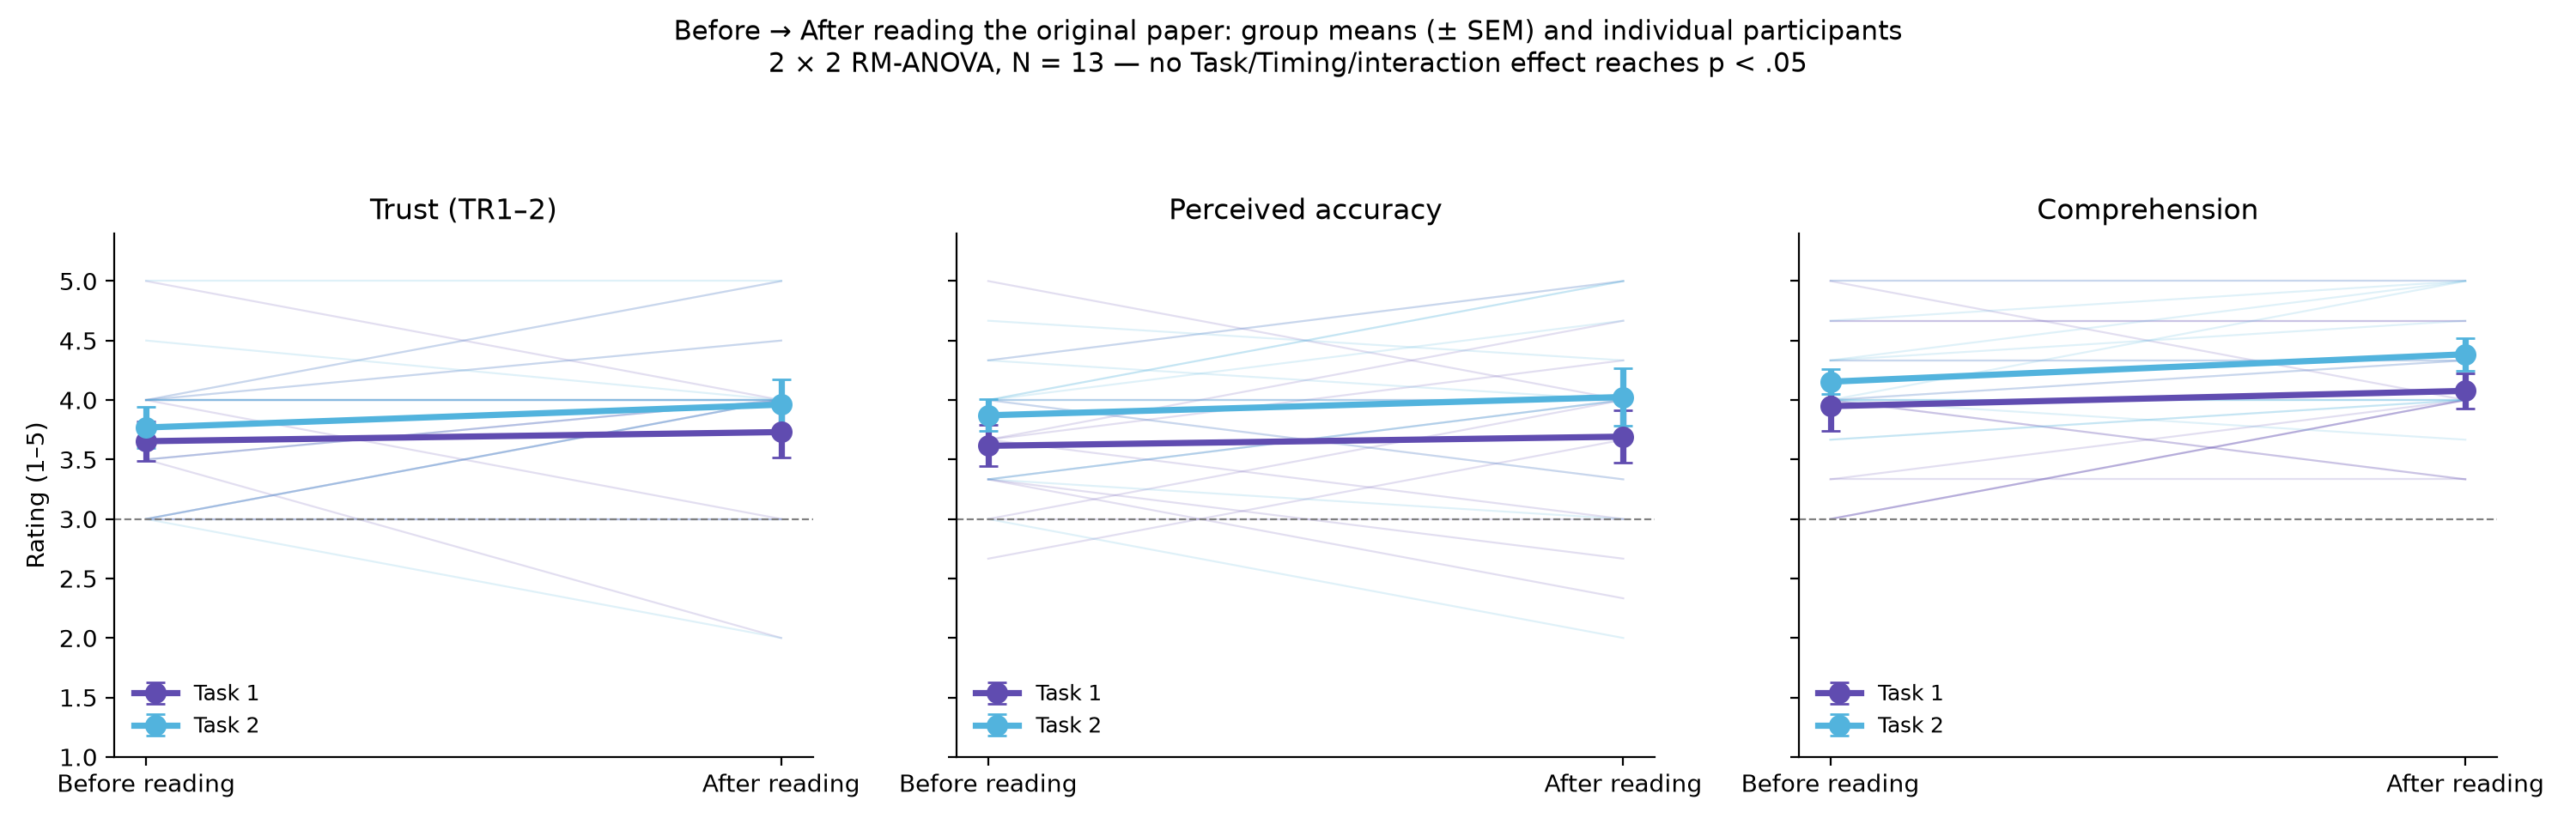 Before → After reading the original paper: group means (± SEM) and individual participants
2 × 2 RM-ANOVA, N = 13 — no Task/Timing/interaction effect reaches p < .05
Trust (TR1–2)
Rating (1–5)
5.0
4.5
4.0
3.5
3.0
2.5
2.0
1.5
1.0
Task 1
Task 2
Before reading
After reading
Perceived accuracy
Task 1
Task 2
Before reading
After reading
Comprehension
Task 1
Task 2
Before reading
After reading